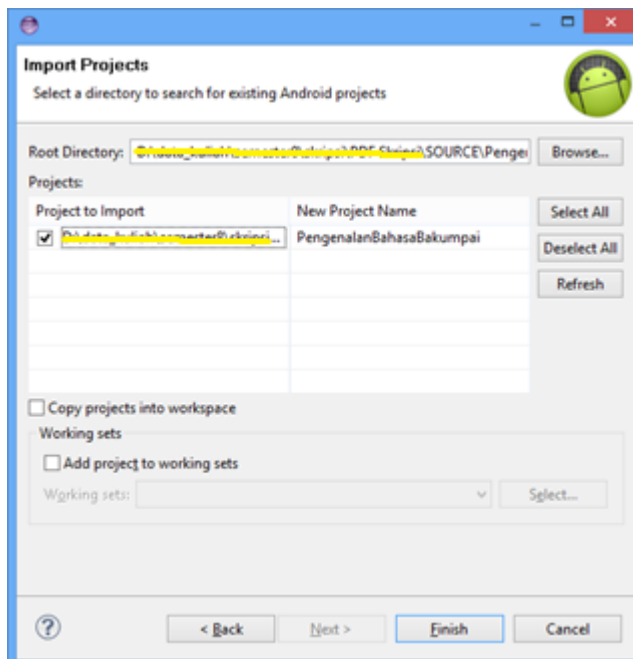 Import Projects
Select a directory to search for existing Android projects
Root Directory: \SOURCE\Penge Browse...
Projects:
Project to Import New Project Name Select All
PengenalanBahasaBakumpai Deselect All
Refresh
Copy projects into workspace
Working sets
Add project to working sets
Working sets: Select...
? < Back Next > Finish Cancel